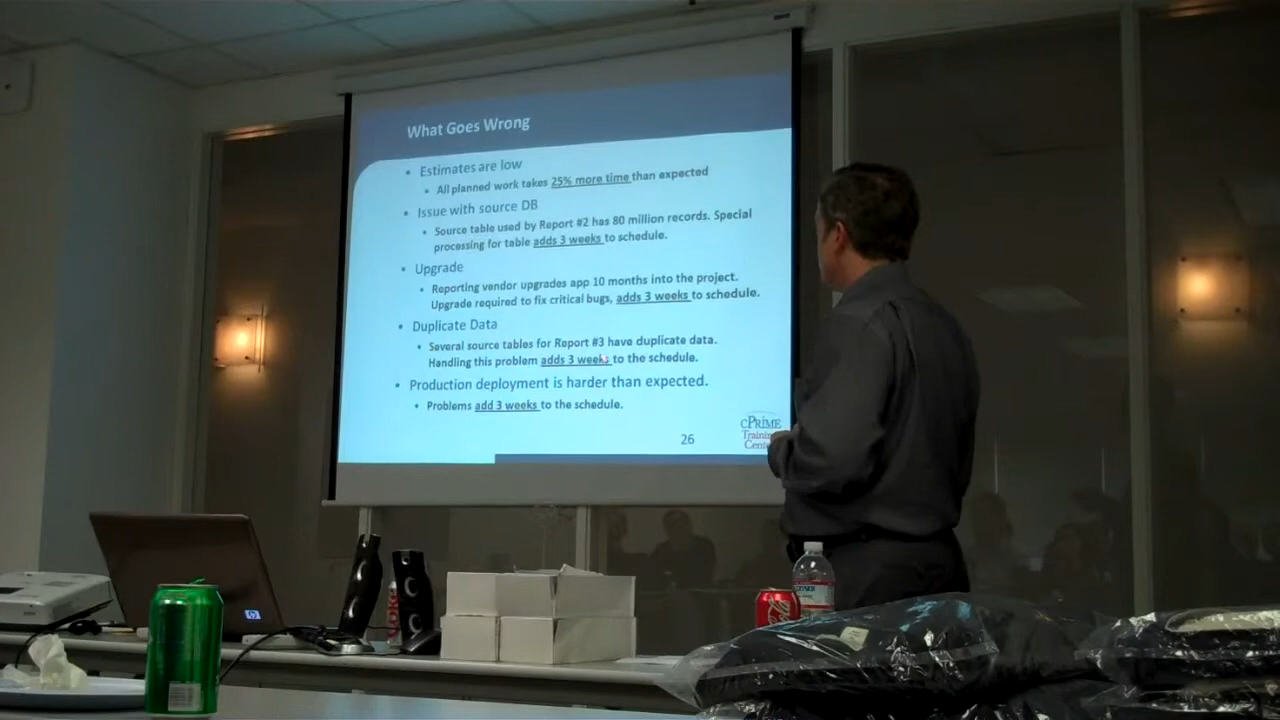 What Goes Wrong
• Estimates are low
• All planned work takes 25% more time than expected
• Issue with source DB
• Source table used by Report #2 has 80 million records. Special
processing for table adds 3 weeks to schedule.
• Upgrade
• Reporting vendor upgrades app 10 months into the project.
Upgrade required to fix critical bugs, adds 3 weeks to schedule.
• Duplicate Data
• Several source tables for Report #3 have duplicate data.
Handling this problem adds 3 weeks to the schedule.
• Production deployment is harder than expected.
• Problems add 3 weeks to the schedule.
26
cPRIME
Training
Center
hp